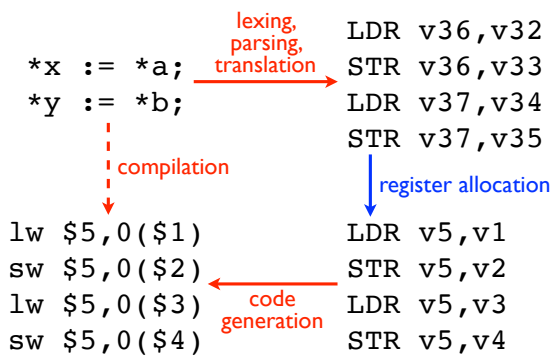 *x := *a;
*y := *b;
lexing,
parsing,
translation
LDR v36,v32
STR v36,v33
LDR v37,v34
STR v37,v35
compilation
register allocation
lw $5,0($1)
sw $5,0($2)
lw $5,0($3)
sw $5,0($4)
code
generation
LDR v5,v1
STR v5,v2
LDR v5,v3
STR v5,v4